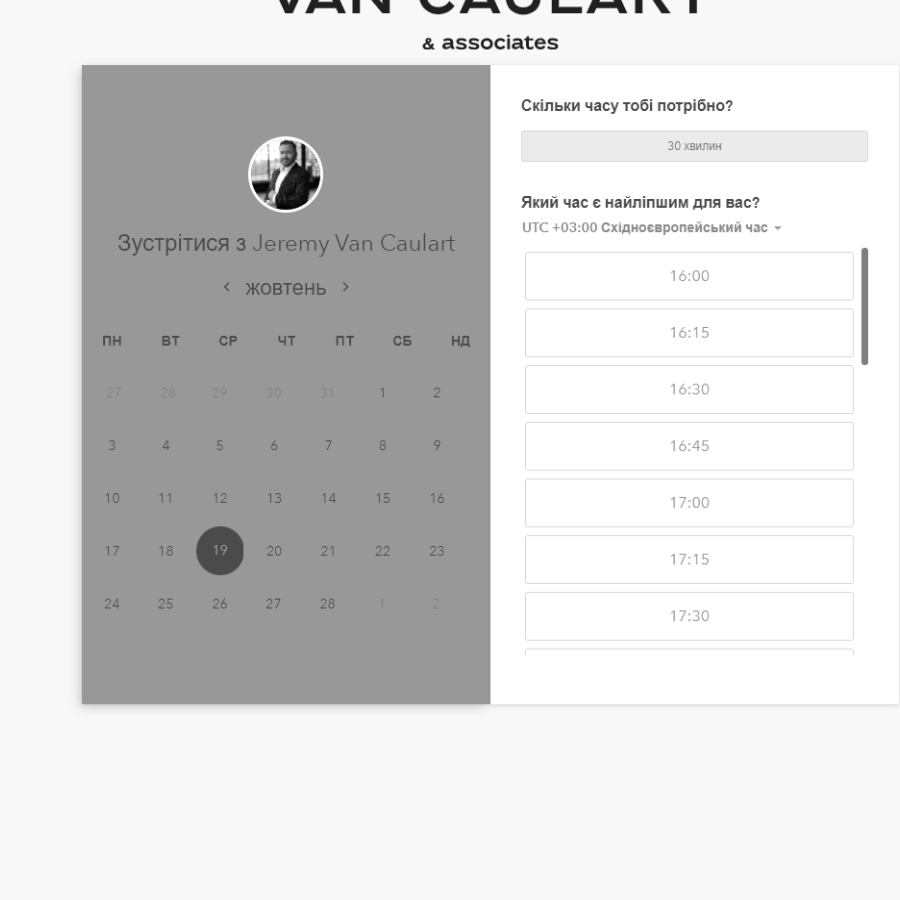 VAN CAULART
& associates
Зустрітися з Jeremy Van Caulart
жовтень
ПН ВТ СР ЧТ ПТ СБ НД
27 28 29 30 31 1 2
3 4 5 6 7 8 9
10 11 12 13 14 15 16
17 18 19 20 21 22 23
24 25 26 27 28 1 2
Скільки часу тобі потрібно?
30 хвилин
Який час є найліпшим для вас?
UTC +03:00 Східноєвропейський час
16:00
16:15
16:30
16:45
17:00
17:15
17:30